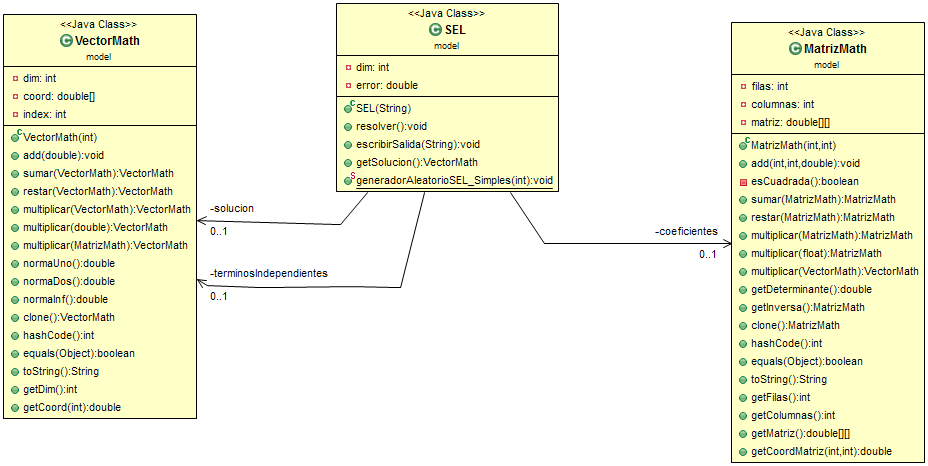 <<Java Class>>
VectorMath
model
dim: int
coord: double[]
index: int
VectorMath(int)
add(double):void
sumar(VectorMath):VectorMath
restar(VectorMath):VectorMath
multiplicar(VectorMath):VectorMath
multiplicar(double):VectorMath
multiplicar(MatrizMath):VectorMath
normaUno():double
normaDos():double
normaInf():double
clone():VectorMath
hashCode():int
equals(Object):boolean
toString():String
getDim():int
getCoord(int):double
<<Java Class>>
SEL
model
dim: int
error: double
SEL(String)
resolver():void
escribirSalida(String):void
getSolucion():VectorMath
generadorAleatorioSEL_Simples(int):void
-solucion
0..1
-terminosIndependientes
0..1
-coeficientes
0..1
<<Java Class>>
MatrizMath
model
filas: int
columnas: int
matriz: double[][]
MatrizMath(int,int)
add(int,int,double):void
esCuadrada():boolean
sumar(MatrizMath):MatrizMath
restar(MatrizMath):MatrizMath
multiplicar(MatrizMath):MatrizMath
multiplicar(float):MatrizMath
multiplicar(VectorMath):VectorMath
getDeterminante():double
getInversa():MatrizMath
clone():MatrizMath
hashCode():int
equals(Object):boolean
toString():String
getFilas():int
getColumnas():int
getMatriz():double[][]
getCoordMatriz(int,int):double